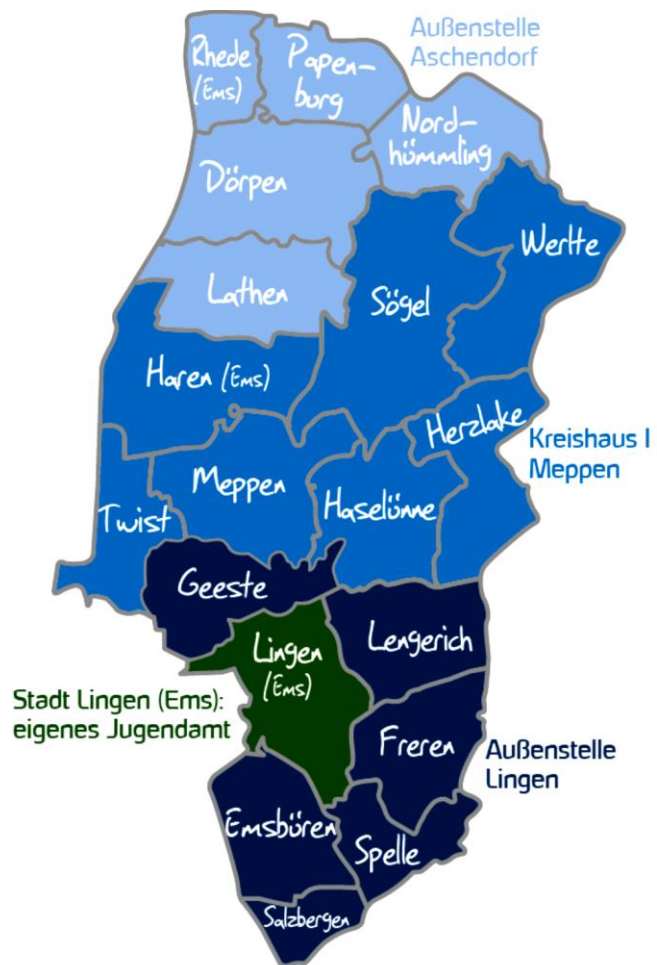 Außenstelle
Aschendorf
Rhede
(Ems)
Papen-
burg
Nord-
hümmling
Dörpen
Werlte
Lathen
Sögel
Haren (Ems)
Herzlake
Kreishaus I
Meppen
Meppen
Haselünne
Twist
Geeste
Lingen
(Ems)
Lengerich
Stadt Lingen (Ems):
eigenes Jugendamt
Freren
Außenstelle
Lingen
Emsbüren
Spelle
Salzbergen